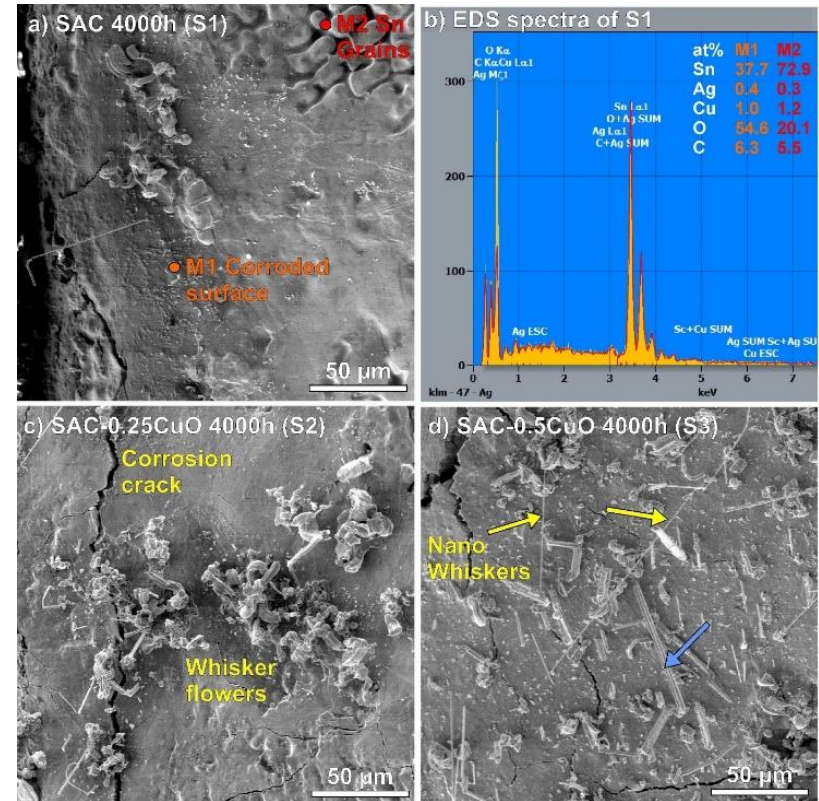 a) SAC 4000h (S1)
M2 Sn
Grains
M1 Corroded
surface
50 µm
b) EDS spectra of S1
O Kα
C KαCu Lα1
Ag Mζ1
at% M1 M2
Sn 37.7 72.9
Ag 0.4 0.3
Cu 1.0 1.2
O 54.6 20.1
C 6.3 5.5
Sn Lα1
O+Ag SUM
Ag Lα1
C+Ag SUM
300
200
100
0
Ag ESC
Sc+Cu SUM
Ag SUM Sc+Ag SU
Cu ESC
0 1 2 3 4 5 6 7
klm - 47 - Ag
keV
c) SAC-0.25CuO 4000h (S2)
Corrosion
crack
Whisker
flowers
50 µm
d) SAC-0.5CuO 4000h (S3)
Nano
Whiskers
50 µm